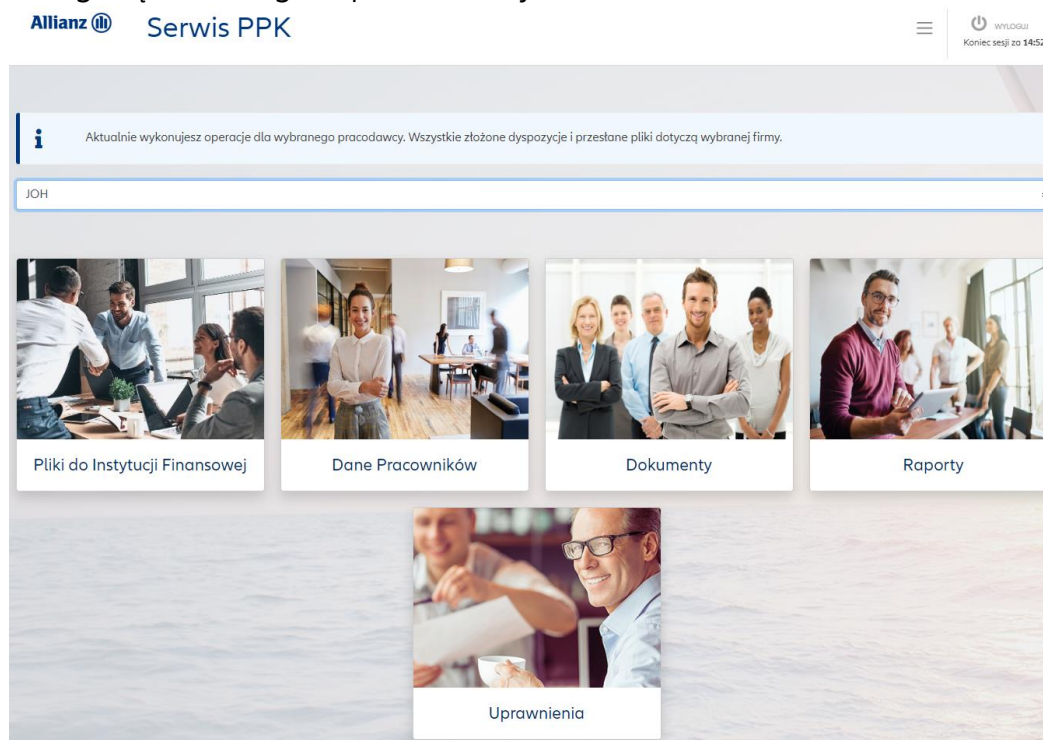 Allianz
Serwis PPK
WYLOGUJ
Koniec sesji za 14:52
Aktualnie wykonujesz operacje dla wybranego pracodawcy. Wszystkie złożone dyspozycje i przesłane pliki dotyczą wybranej firmy.
JOH
Pliki do Instytucji Finansowej
Dane Pracowników
Dokumenty
Raporty
Uprawnienia